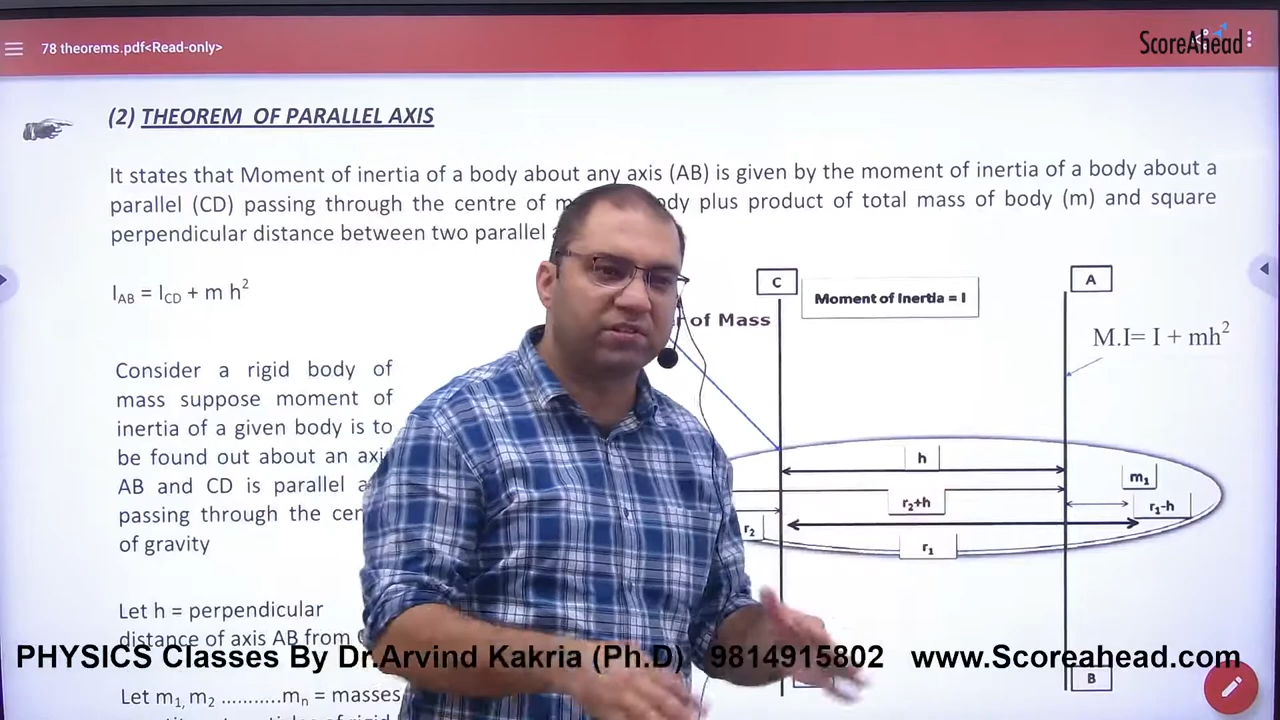 78 theorems.pdf<Read-only>
ScoreAhead
(2) THEOREM OF PARALLEL AXIS
It states that Moment of inertia of a body about any axis (AB) is given by the moment of inertia of a body about a
parallel (CD) passing through the centre of plus product of total mass of body (m) and square
perpendicular distance between two parallel
I_AB = I_CD + m h²
C
A
Moment of Inertia = I
of Mass
M.I= I + mh²
Consider a rigid body of
mass suppose moment of
inertia of a given body is to
be found out about an
AB and CD is parallel
passing through the
of gravity
h
m₁
r₂+h
r₁-h
r₂
r₁
Let h = perpendicular
distance of axis AB from
PHYSICS Classes By Dr.Arvind Kakria (Ph.D) 9814915802 www.Scoreahead.com
B
Let m₁, m₂ ...........mₙ = masses